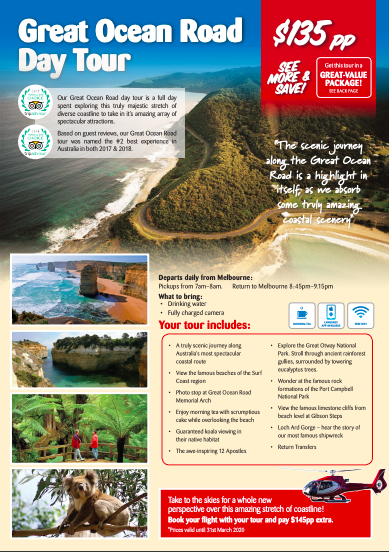 Great Ocean Road
Day Tour
$135 pp
SEE
MORE &
SAVE!
Get this tour in a
GREAT-VALUE
PACKAGE!
SEE BACK PAGE
Our Great Ocean Road day tour is a full day
spent exploring this truly majestic stretch of
diverse coastline to take in it's amazing array of
spectacular attractions.
Based on guest reviews, our Great Ocean Road
tour was named the #2 best experience in
Australia in both 2017 & 2018.
"The scenic journey
along the Great Ocean
Road is a highlight in
itself, as we absorb
some truly amazing
coastal scenery"
Departs daily from Melbourne:
Pickups from 7am–8am. Return to Melbourne 8:45pm–9:15pm
What to bring:
• Drinking water
• Fully charged camera
Your tour includes:
• A truly scenic journey along
Australia's most spectacular
coastal route
• View the famous beaches of the Surf
Coast region
• Photo stop at Great Ocean Road
Memorial Arch
• Enjoy morning tea with scrumptious
cake while overlooking the beach
• Guaranteed koala viewing in
their native habitat
• The awe-inspiring 12 Apostles
• Explore the Great Otway National
Park. Stroll through ancient rainforest
gullies, surrounded by towering
eucalyptus trees.
• Wonder at the famous rock
formations of the Port Campbell
National Park
• View the famous limestone cliffs from
beach level at Gibson Steps
• Loch Ard Gorge – hear the story of
our most famous shipwreck
• Return Transfers
Take to the skies for a whole new
perspective over this amazing stretch of coastline!
Book your flight with your tour and pay $145pp extra.
*Prices valid until 31st March 2020